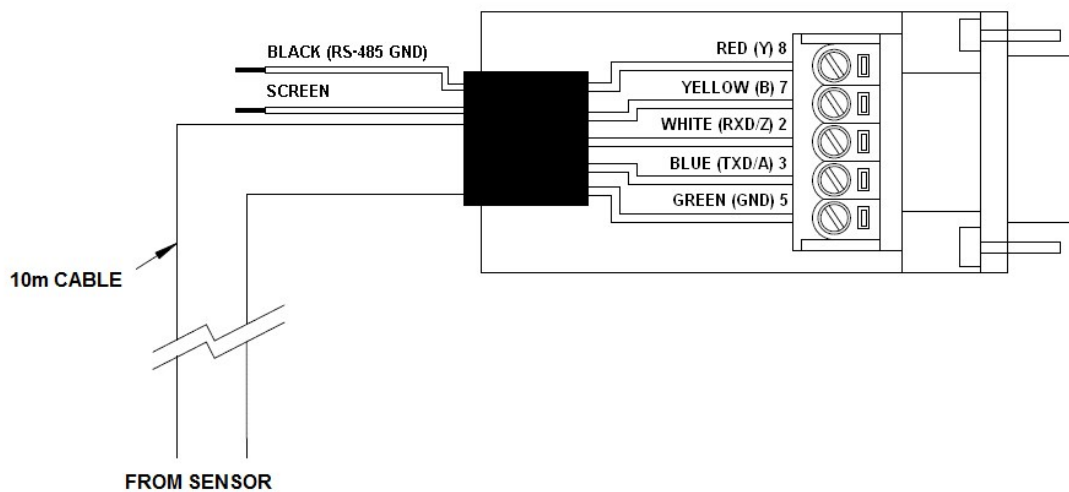 BLACK (RS-485 GND)
SCREEN
RED (Y) 8
YELLOW (B) 7
WHITE (RXD/Z) 2
BLUE (TXD/A) 3
GREEN (GND) 5
10m CABLE
FROM SENSOR